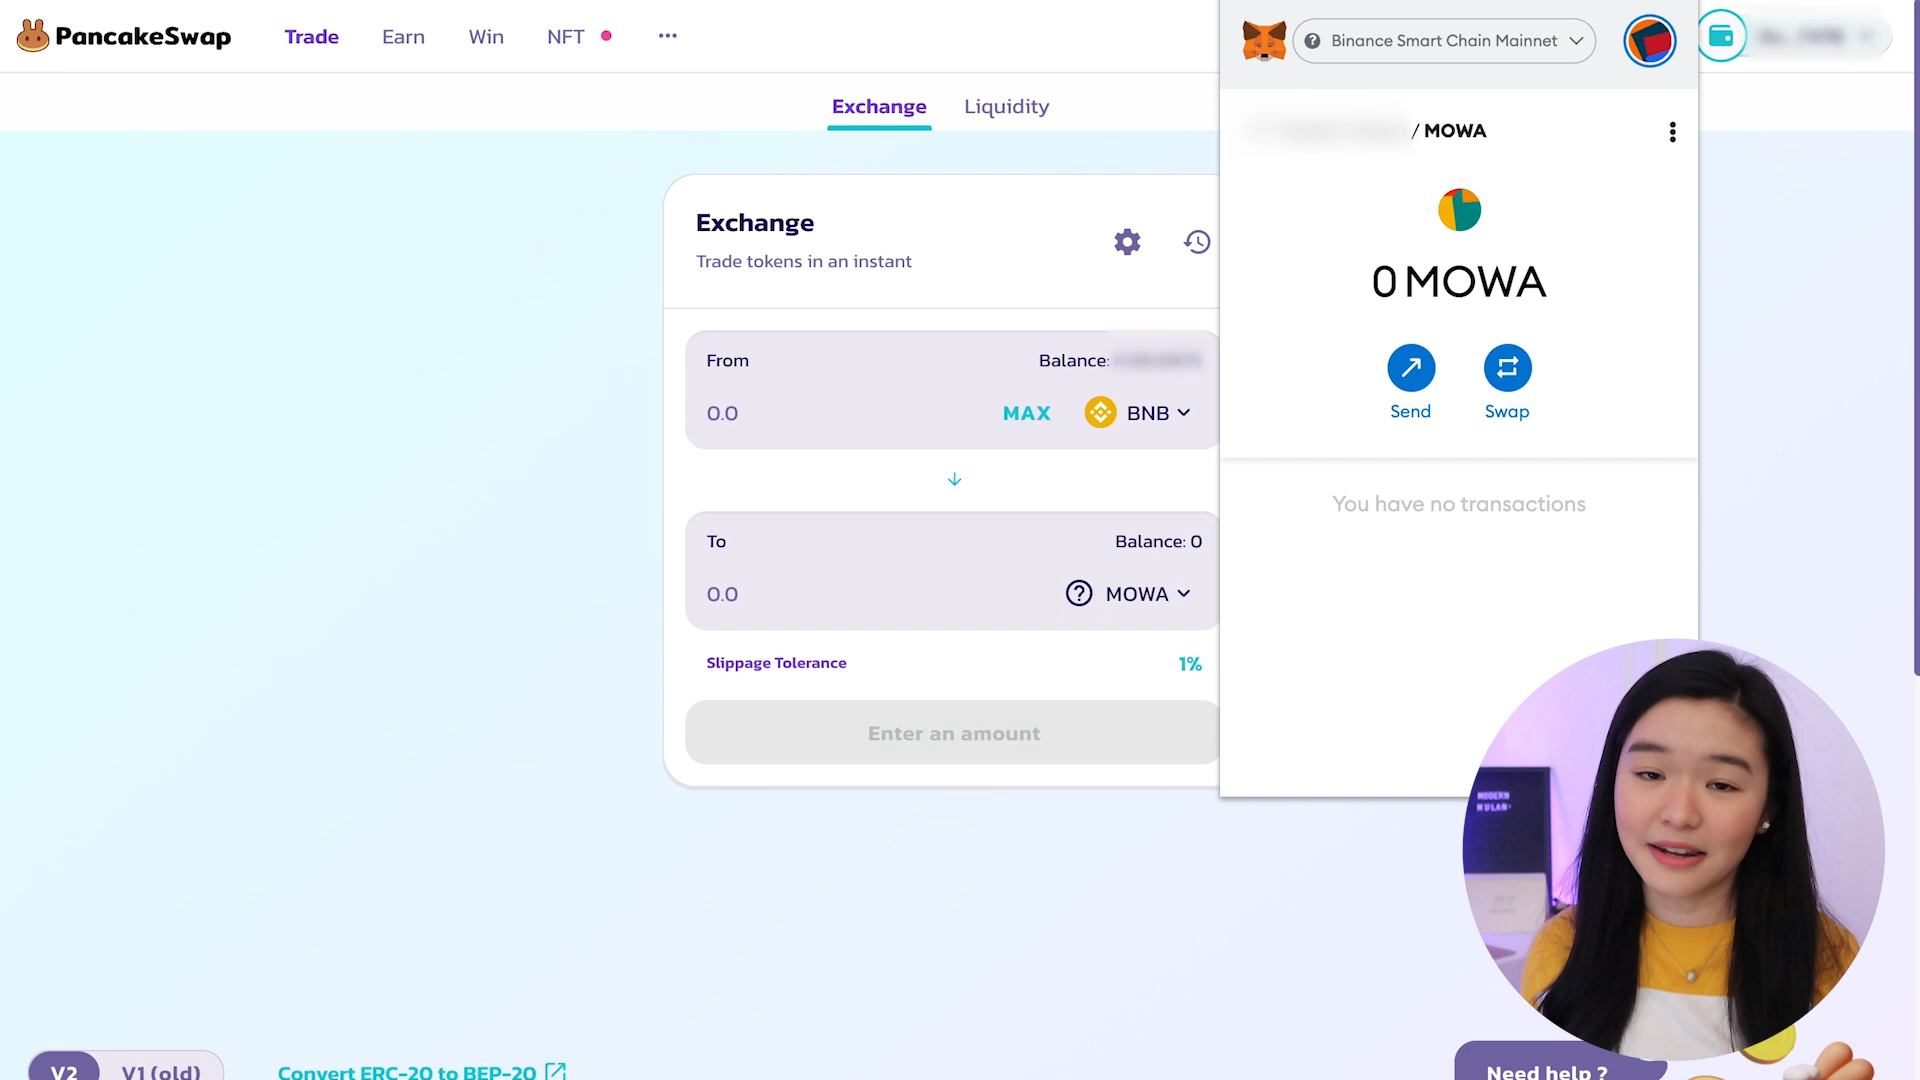 PancakeSwap
Trade
Earn
Win
NFT
Exchange
Liquidity
Exchange
Trade tokens in an instant
From
Balance:
0.0
MAX
BNB
To
Balance: 0
0.0
MOWA
Slippage Tolerance
1%
Enter an amount
V2
V1 (old)
Convert ERC-20 to BEP-20
Binance Smart Chain Mainnet
/ MOWA
0 MOWA
Send
Swap
You have no transactions
MODERN
MULAN
Need help ?